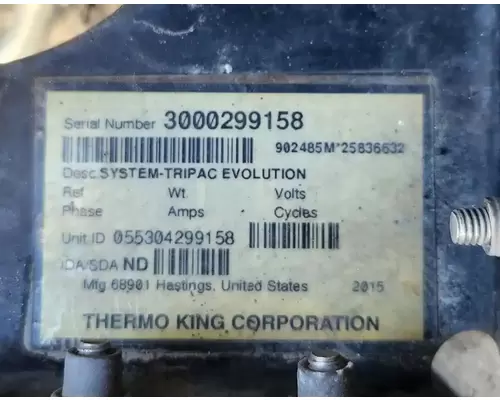 Serial Number 3000299158
902485M*25836632
Desc. SYSTEM-TRIPAC EVOLUTION
Ref Wt. Volts
Phase Amps Cycles
Unit ID 055304299158
IDA/SDA ND
Mfg. 68901 Hastings, United States 2015
THERMO KING CORPORATION